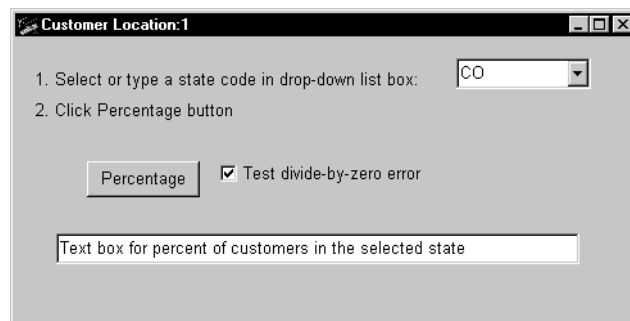 Customer Location:1
1. Select or type a state code in drop-down list box:
CO
2. Click Percentage button
Percentage
Test divide-by-zero error
Text box for percent of customers in the selected state